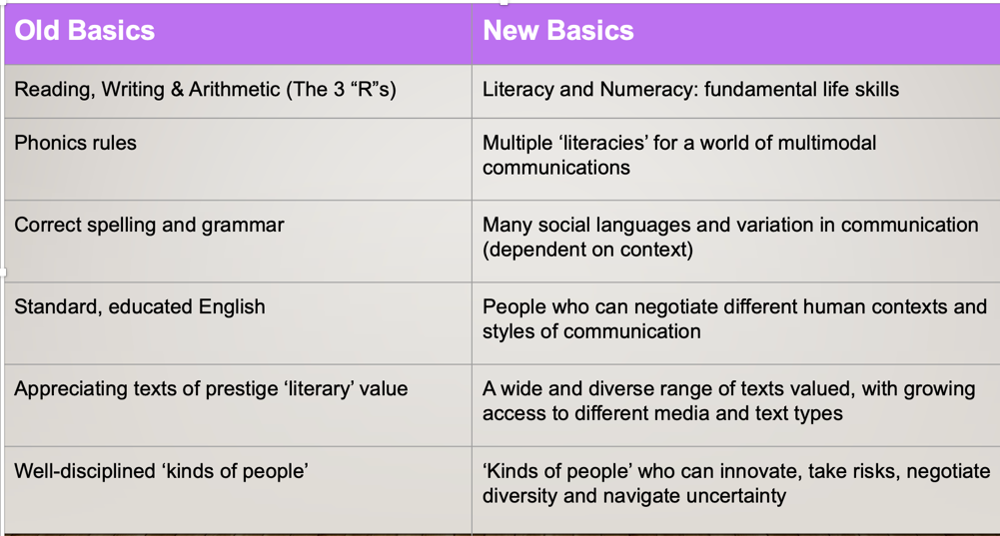 Old Basics
New Basics
Reading, Writing & Arithmetic (The 3 “R”s)
Literacy and Numeracy: fundamental life skills
Phonics rules
Multiple ‘literacies’ for a world of multimodal
communications
Correct spelling and grammar
Many social languages and variation in communication
(dependent on context)
Standard, educated English
People who can negotiate different human contexts and
styles of communication
Appreciating texts of prestige ‘literary’ value
A wide and diverse range of texts valued, with growing
access to different media and text types
Well-disciplined ‘kinds of people’
‘Kinds of people’ who can innovate, take risks, negotiate
diversity and navigate uncertainty